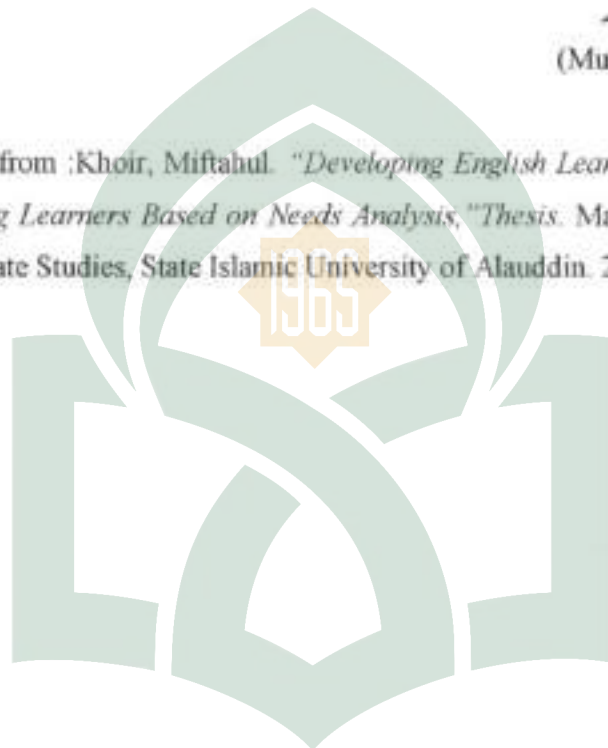 (Mu
from :Khoir, Miftahul. “Developing English Lear
g Learners Based on Needs Analysis,”Thesis. Ma
ate Studies, State Islamic University of Alauddin. 2
1965